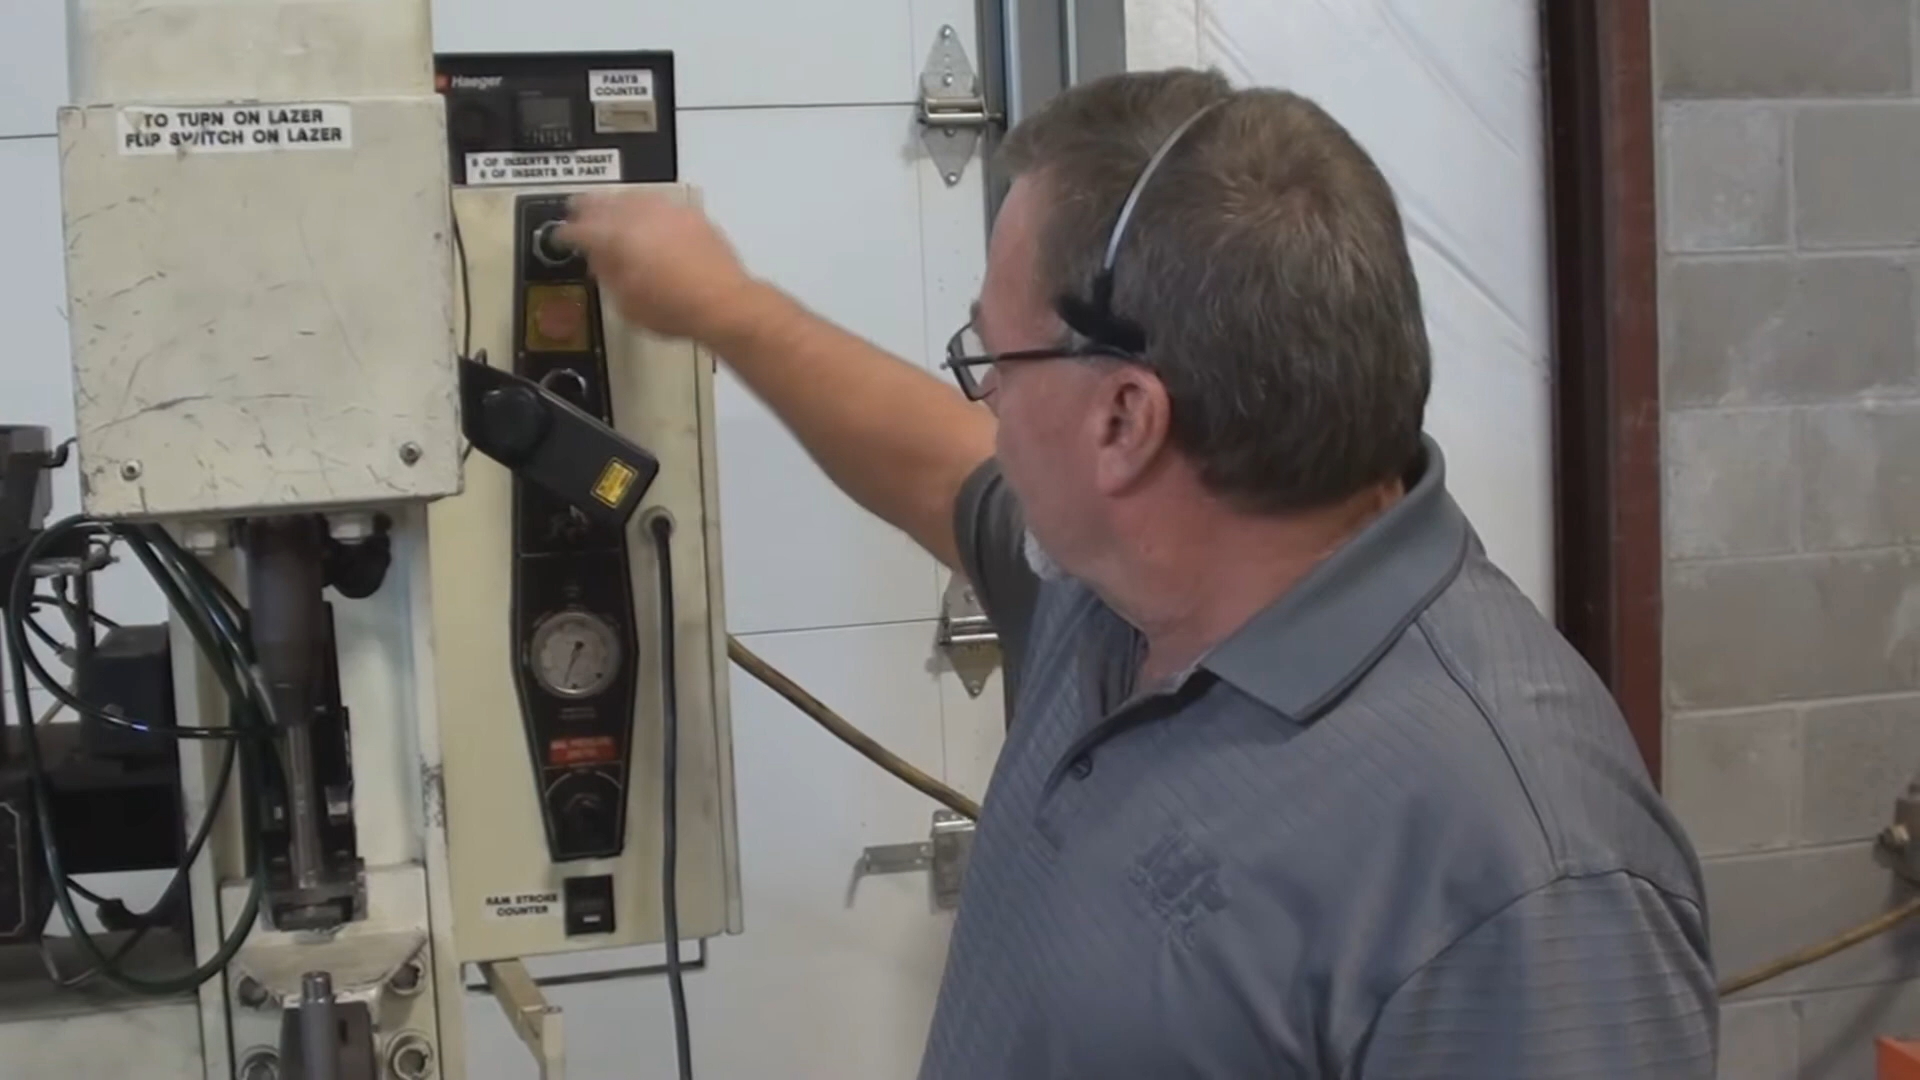 Haeger
PARTS
COUNTER
TO TURN ON LAZER
FLIP SWITCH ON LAZER
# OF INSERTS TO INSERT
# OF INSERTS IN PART
RAM STROKE
COUNTER